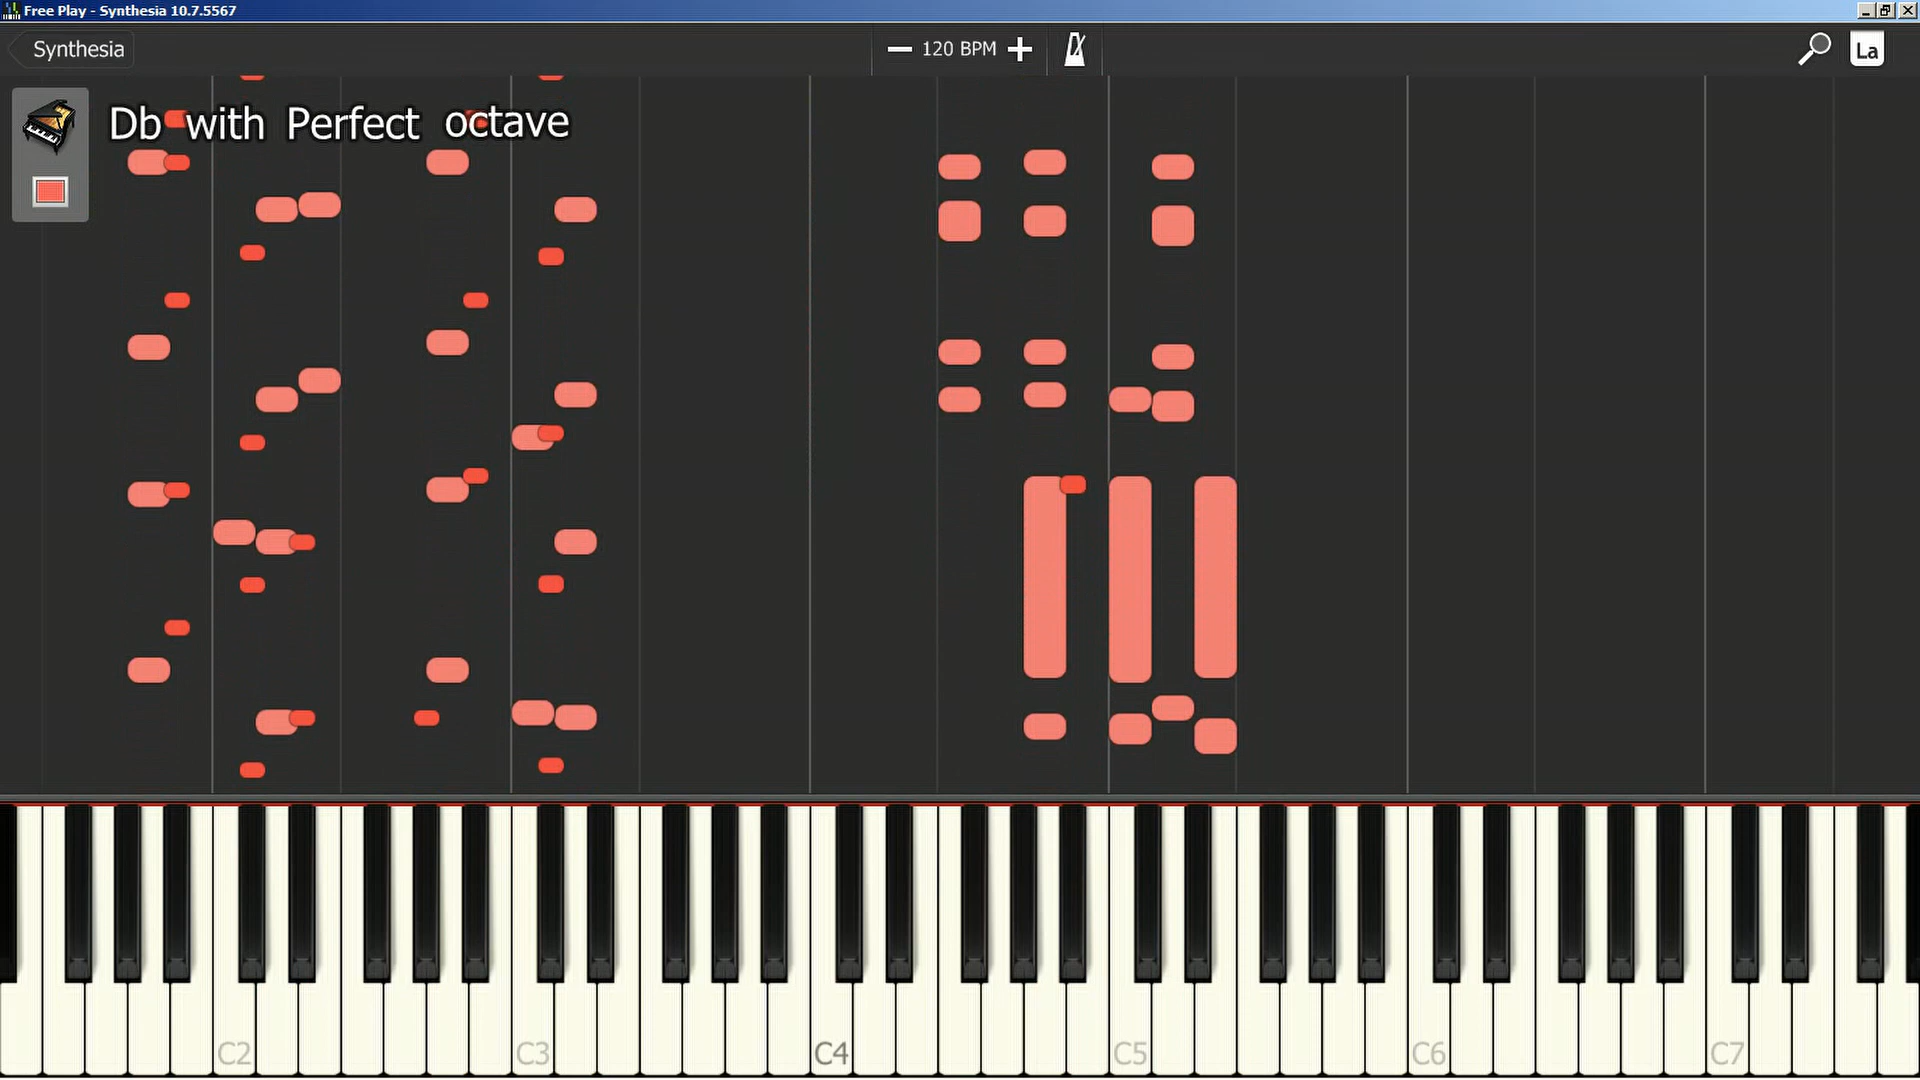 Free Play - Synthesia 10.7.5567
Synthesia
120 BPM
La
Db with Perfect octave
C2 C3 C4 C5 C6 C7